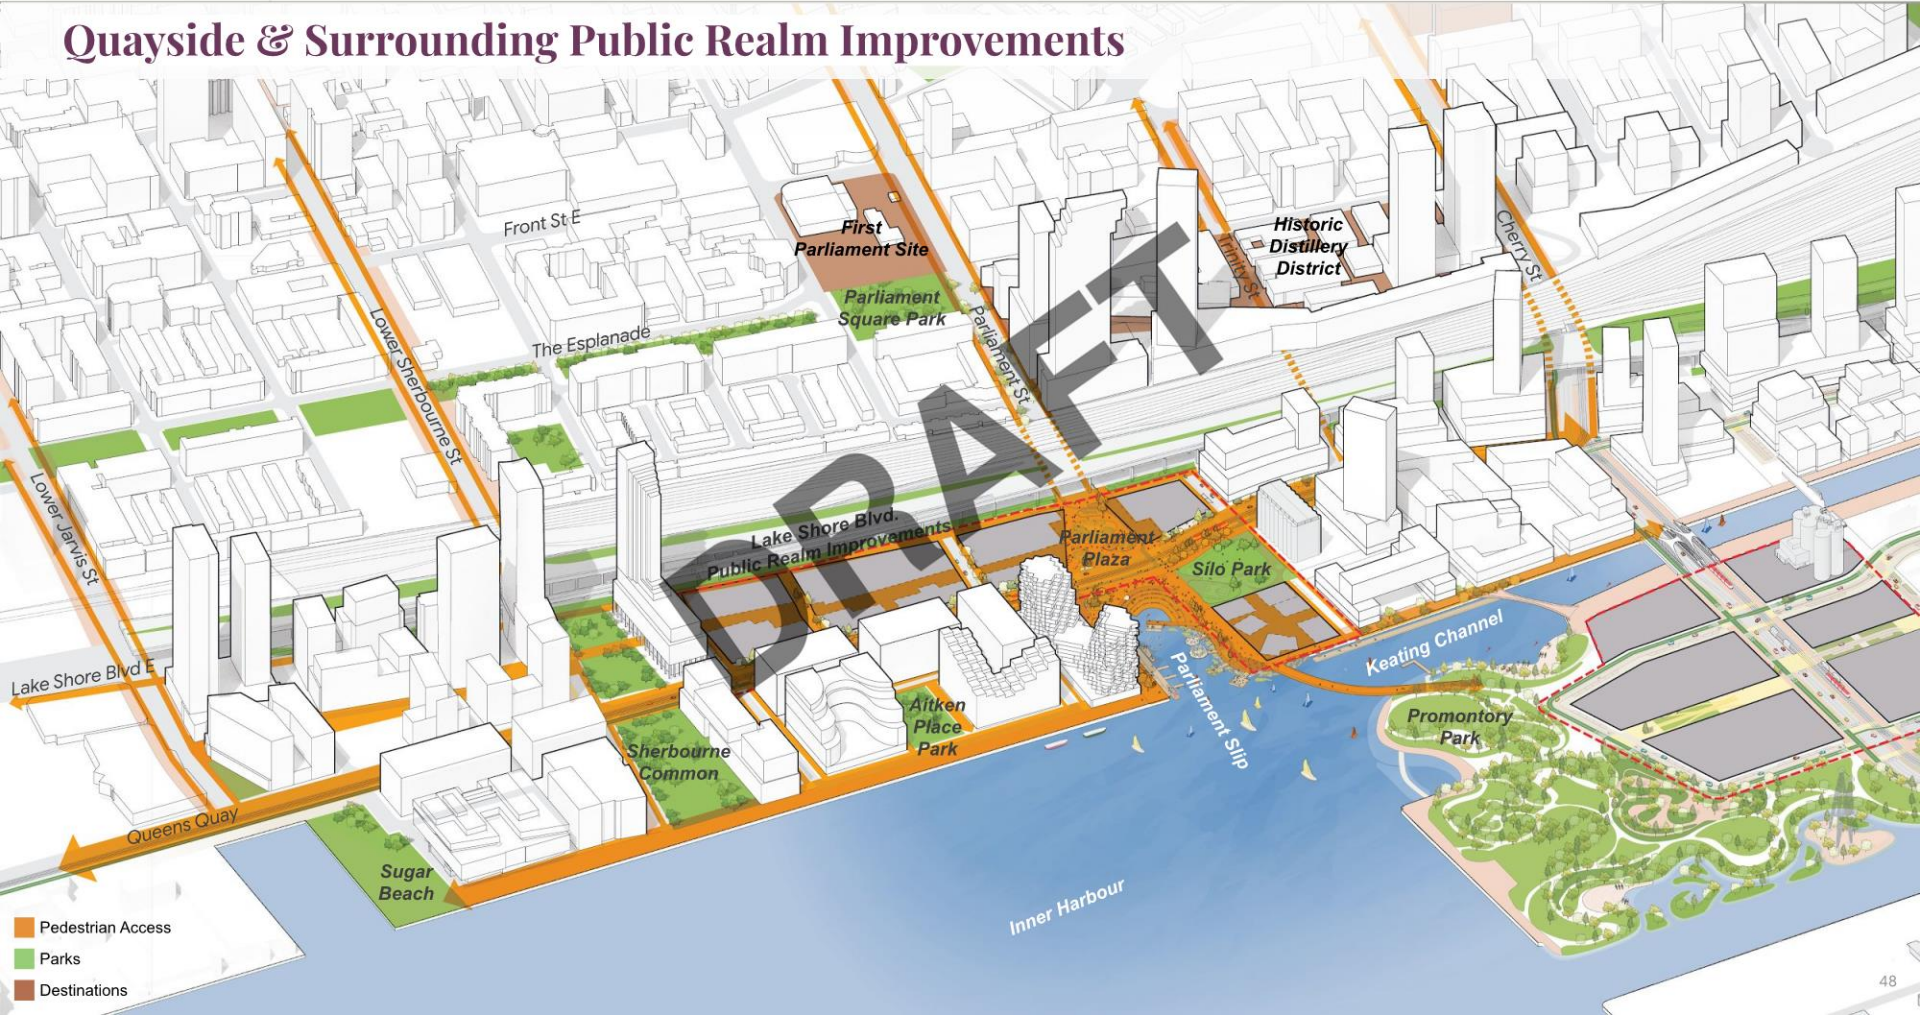 Quayside & Surrounding Public Realm Improvements
Front St E
First
Parliament Site
Historic
Distillery
District
Trinity St
Cherry St
Parliament
Square Park
Parliament St
The Esplanade
Lower Sherbourne St
Lower Jarvis St
DRAFT
Lake Shore Blvd.
Public Realm Improvements
Parliament
Plaza
Silo Park
Keating Channel
Parliament Slip
Lake Shore Blvd E
Aitken
Place
Park
Promontory
Park
Sherbourne
Common
Queens Quay
Sugar
Beach
Inner Harbour
Pedestrian Access
Parks
Destinations
48